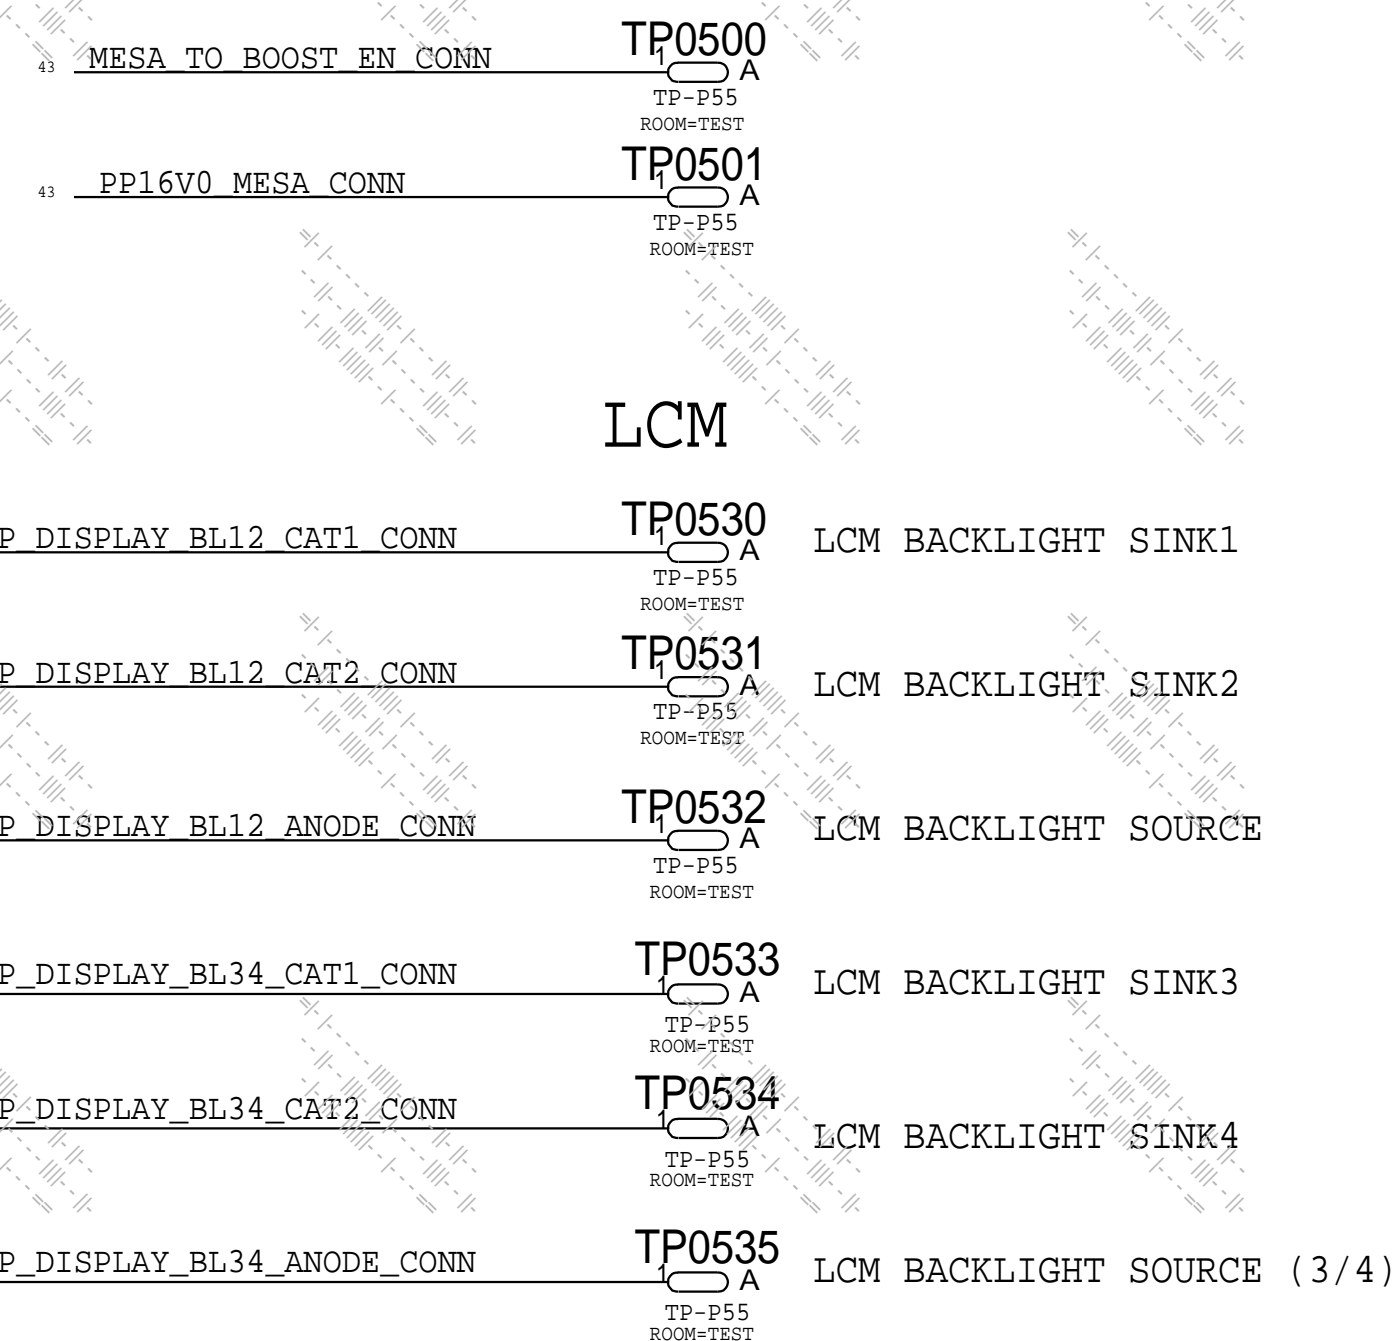 TP0500
43 MESA_TO_BOOST_EN_CONN 1 A
TP-P55
ROOM=TEST
TP0501
43 PP16V0_MESA_CONN 1 A
TP-P55
ROOM=TEST
LCM
TP0530
P_DISPLAY_BL12_CAT1_CONN 1 A LCM BACKLIGHT SINK1
TP-P55
ROOM=TEST
TP0531
P_DISPLAY_BL12_CAT2_CONN 1 A LCM BACKLIGHT SINK2
TP-P55
ROOM=TEST
TP0532
P_DISPLAY_BL12_ANODE_CONN 1 A LCM BACKLIGHT SOURCE
TP-P55
ROOM=TEST
TP0533
P_DISPLAY_BL34_CAT1_CONN 1 A LCM BACKLIGHT SINK3
TP-P55
ROOM=TEST
TP0534
P_DISPLAY_BL34_CAT2_CONN 1 A LCM BACKLIGHT SINK4
TP-P55
ROOM=TEST
TP0535
P_DISPLAY_BL34_ANODE_CONN 1 A LCM BACKLIGHT SOURCE (3/4)
TP-P55
ROOM=TEST